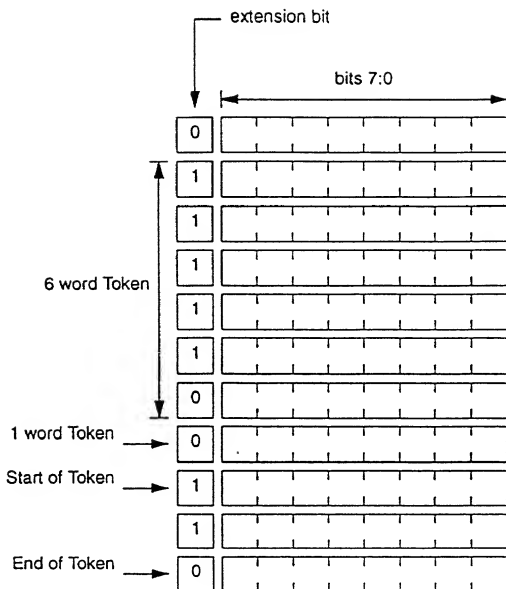 extension bit
bits 7:0
0
1
1
1
6 word Token
1
1
0
1 word Token
0
Start of Token
1
1
End of Token
0